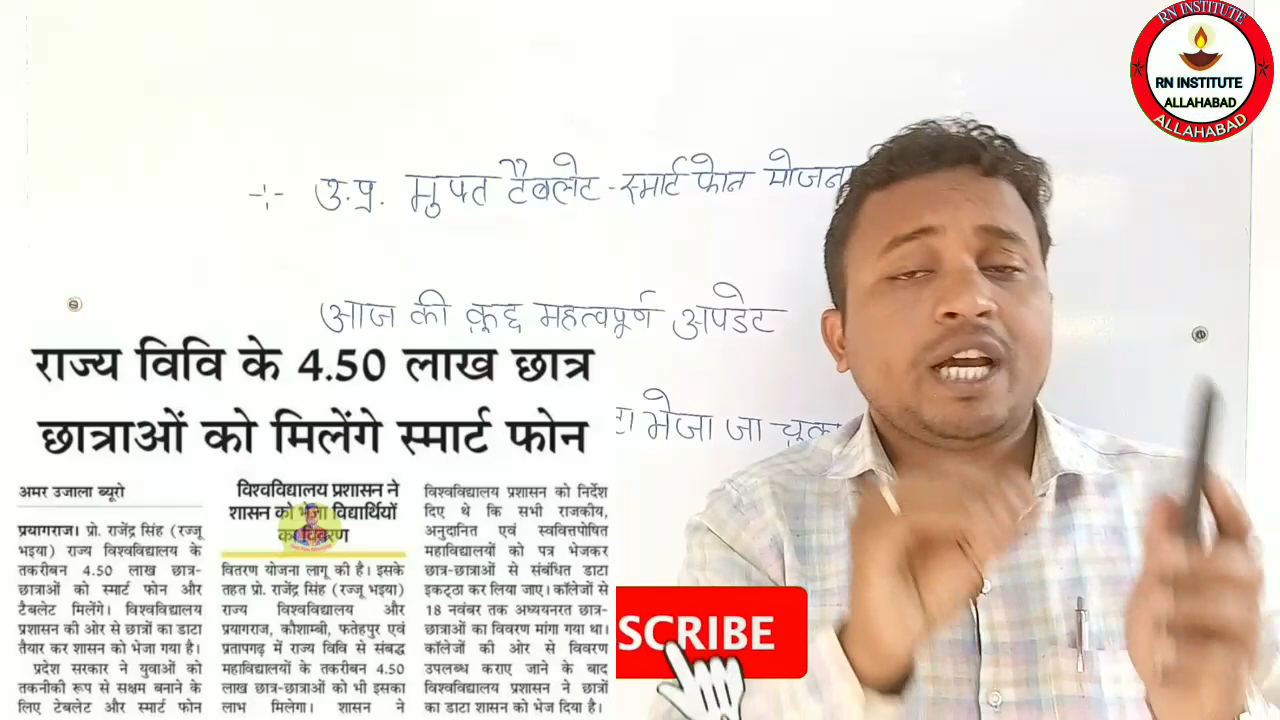 RN INSTITUTE
RN INSTITUTE
ALLAHABAD
ALLAHABAD
-:- उ.प्र. मुफ्त टैबलेट - स्मार्ट फोन योजना
आज की कुछ महत्वपूर्ण अपडेट
भेजा जा चुका
राज्य विवि के 4.50 लाख छात्र
छात्राओं को मिलेंगे स्मार्ट फोन
अमर उजाला ब्यूरो
प्रयागराज। प्रो. राजेंद्र सिंह (रज्जू
भइया) राज्य विश्वविद्यालय के
तकरीबन 4.50 लाख छात्र-
छात्राओं को स्मार्ट फोन और
टैबलेट मिलेंगे। विश्वविद्यालय
प्रशासन की ओर से छात्रों का डाटा
तैयार कर शासन को भेजा गया है।
प्रदेश सरकार ने युवाओं को
तकनीकी रूप से सक्षम बनाने के
लिए टेबलेट और स्मार्ट फोन
विश्वविद्यालय प्रशासन ने
शासन को भेजा विद्यार्थियों
का विवरण
वितरण योजना लागू की है। इसके
तहत प्रो. राजेंद्र सिंह (रज्जू भइया)
राज्य विश्वविद्यालय और
प्रयागराज, कौशाम्बी, फतेहपुर एवं
प्रतापगढ़ में राज्य विवि से संबद्ध
महाविद्यालयों के तकरीबन 4.50
लाख छात्र-छात्राओं को भी इसका
लाभ मिलेगा। शासन ने
विश्वविद्यालय प्रशासन को निर्देश
दिए थे कि सभी राजकीय,
अनुदानित एवं स्ववित्तपोषित
महाविद्यालयों को पत्र भेजकर
छात्र-छात्राओं से संबंधित डाटा
इकट्ठा कर लिया जाए। कॉलेजों से
18 नवंबर तक अध्ययनरत छात्र-
छात्राओं का विवरण मांगा गया था।
कॉलेजों की ओर से विवरण
उपलब्ध कराए जाने के बाद
विश्वविद्यालय प्रशासन ने छात्रों
का डाटा शासन को भेज दिया है।
SCRIBE